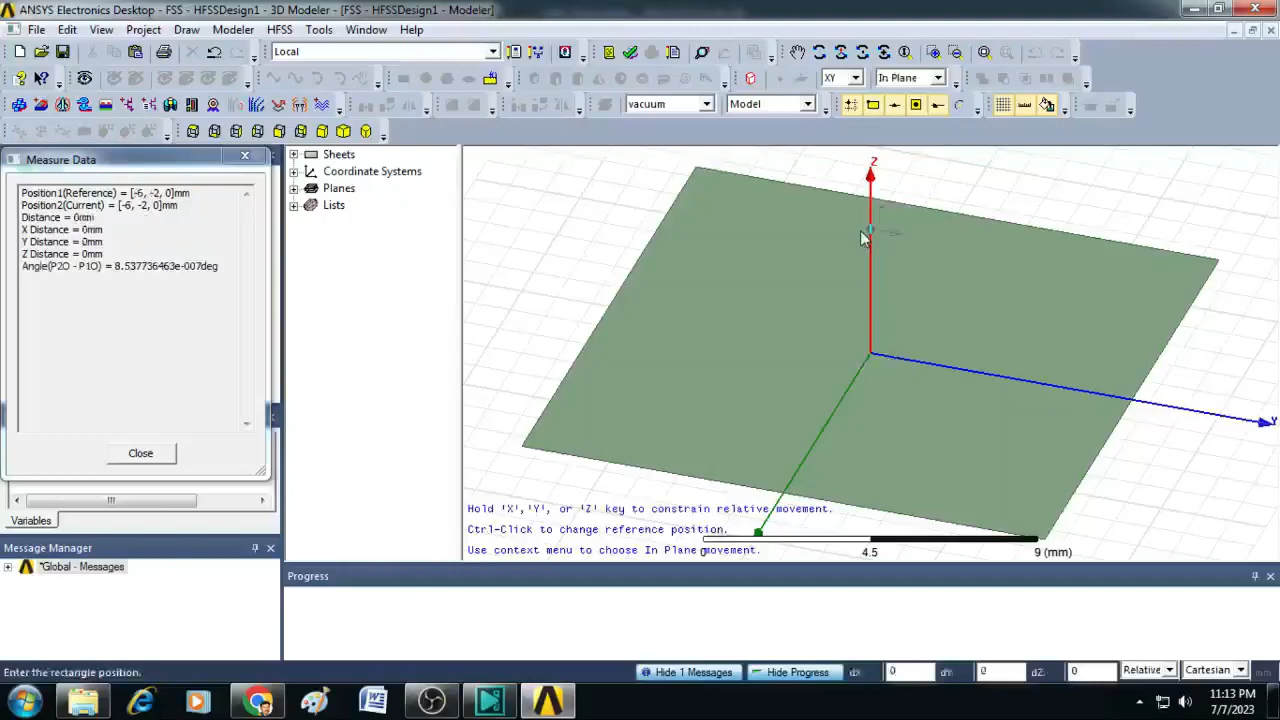 ANSYS Electronics Desktop - FSS - HFSSDesign1 - 3D Modeler - [FSS - HFSSDesign1 - Modeler]
File Edit View Project Draw Modeler HFSS Tools Window Help
Local
XY In Plane
vacuum Model
Measure Data
Position1(Reference) = [-6, -2, 0]mm
Position2(Current) = [-6, -2, 0]mm
Distance = 0mm
X Distance = 0mm
Y Distance = 0mm
Z Distance = 0mm
Angle(P2O - P1O) = 8.537736463e-007deg
Close
Variables
Sheets
Coordinate Systems
Planes
Lists
Z
Y
Hold 'X','Y', or 'Z' key to constrain relative movement.
Ctrl-Click to change reference position.
Use context menu to choose In Plane movement.
0 4.5 9 (mm)
Message Manager
*Global - Messages
Progress
Enter the rectangle position.
Hide 1 Messages Hide Progress dX: 0 0 dZ: 0 Relative Cartesian mm
11:13 PM
7/7/2023